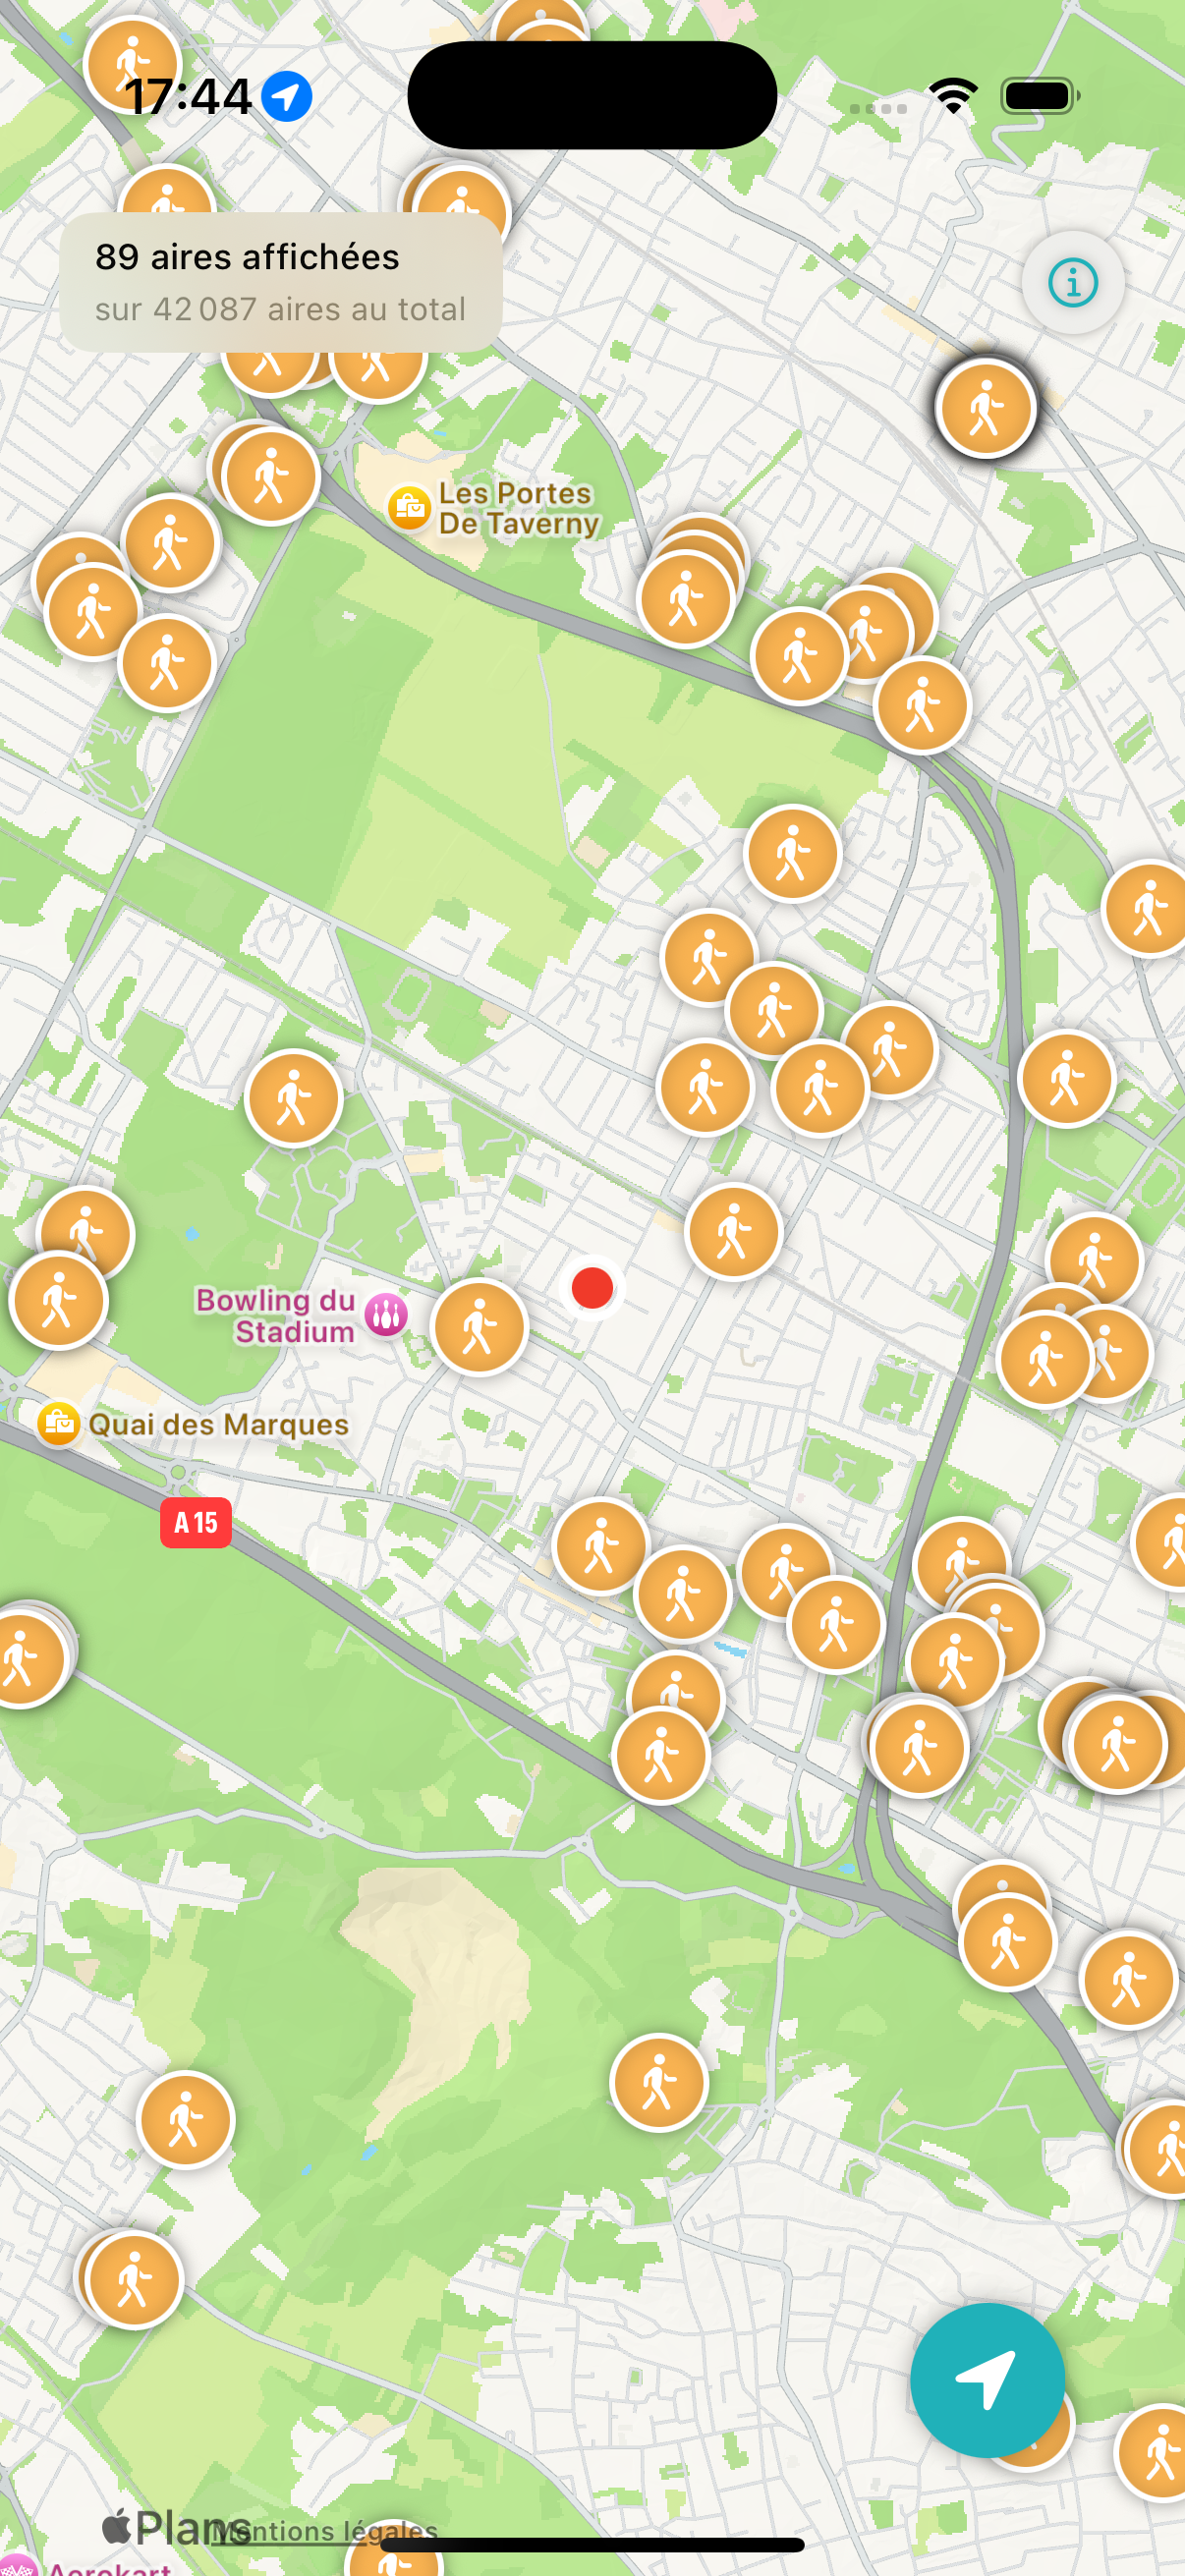 17:44
89 aires affichées
sur 42 087 aires au total
Les Portes
De Taverny
Bowling du
Stadium
Quai des Marques
A 15
Plans
Mentions légales
Aerokart